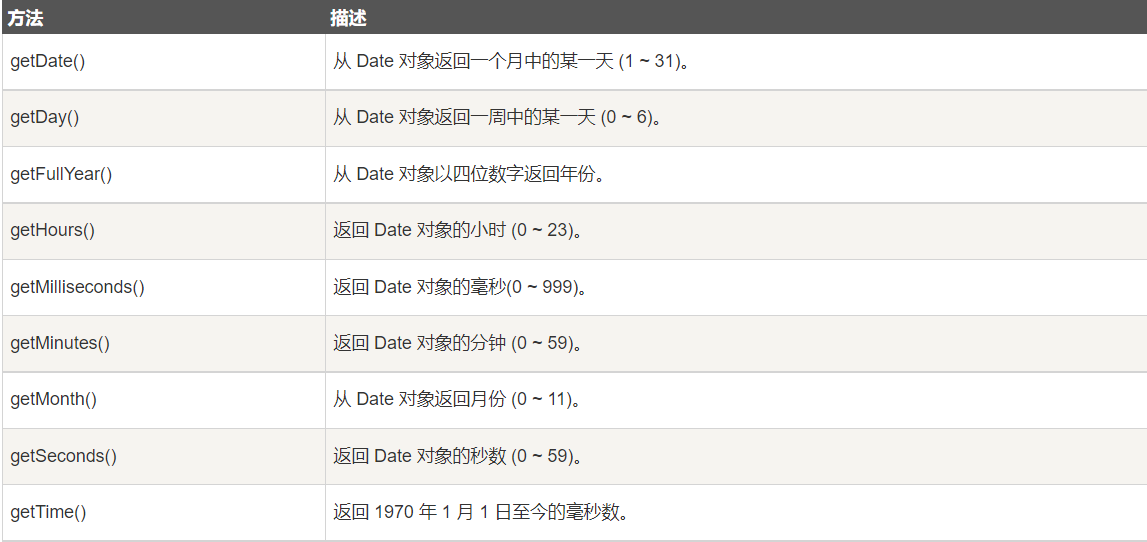 方法 描述
getDate() 从 Date 对象返回一个月中的某一天 (1 ~ 31)。
getDay() 从 Date 对象返回一周中的某一天 (0 ~ 6)。
getFullYear() 从 Date 对象以四位数字返回年份。
getHours() 返回 Date 对象的小时 (0 ~ 23)。
getMilliseconds() 返回 Date 对象的毫秒(0 ~ 999)。
getMinutes() 返回 Date 对象的分钟 (0 ~ 59)。
getMonth() 从 Date 对象返回月份 (0 ~ 11)。
getSeconds() 返回 Date 对象的秒数 (0 ~ 59)。
getTime() 返回 1970 年 1 月 1 日至今的毫秒数。